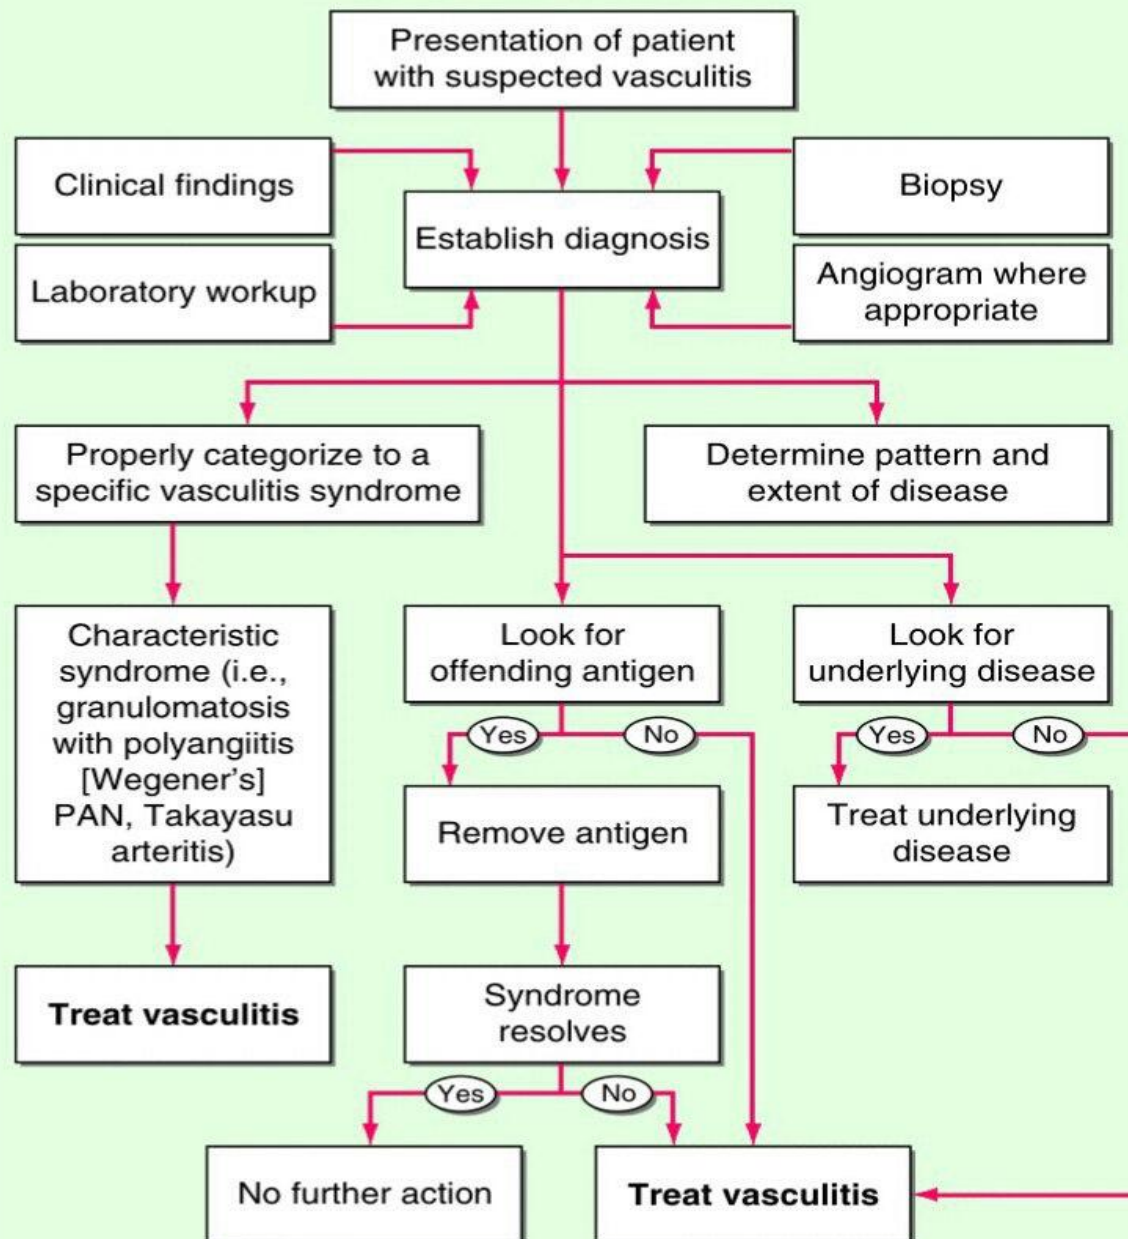 Presentation of patient
with suspected vasculitis
Clinical findings
Biopsy
Establish diagnosis
Laboratory workup
Angiogram where
appropriate
Properly categorize to a
specific vasculitis syndrome
Determine pattern and
extent of disease
Characteristic
syndrome (i.e.,
granulomatosis
with polyangiitis
[Wegener's]
PAN, Takayasu
arteritis)
Look for
offending antigen
Look for
underlying disease
Yes
No
Yes
No
Remove antigen
Treat underlying
disease
Treat vasculitis
Syndrome
resolves
Yes
No
No further action
Treat vasculitis